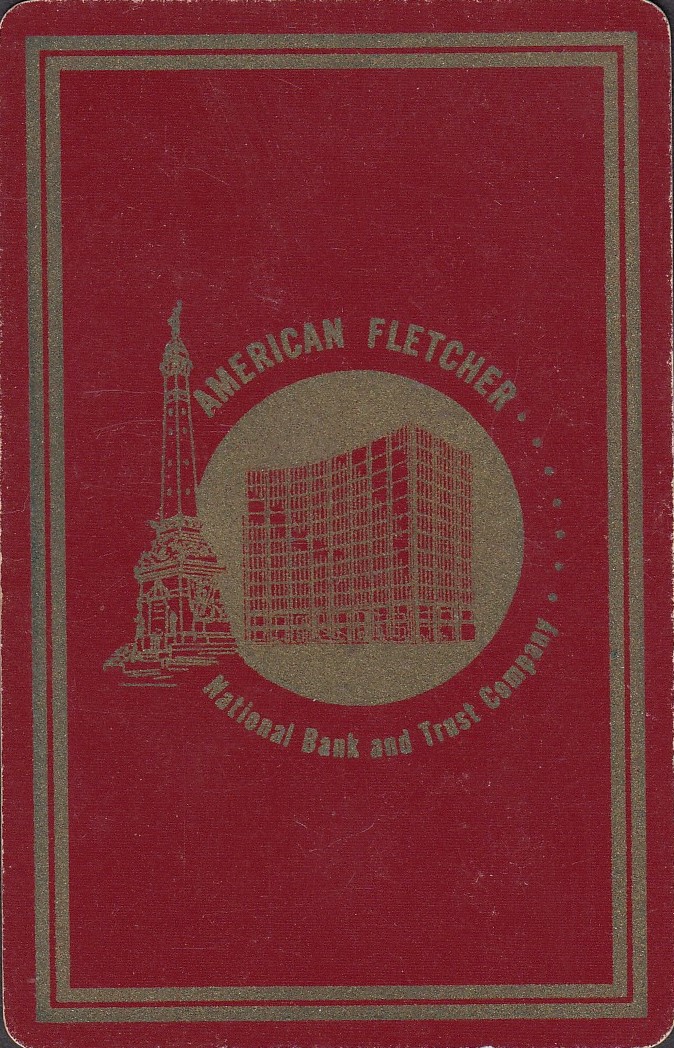 AMERICAN FLETCHER
National Bank and Trust Company